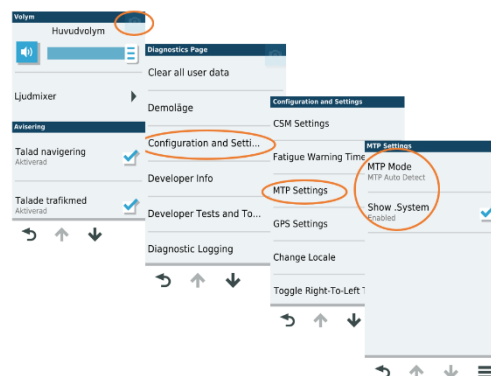 Volym
Huvudvolym
Ljudmixer
Avisering
Talad navigering
Aktiverad
Talade trafikmed
Aktiverad
Diagnostics Page
Clear all user data
Demoläge
Configuration and Setti...
Developer Info
Developer Tests and To...
Diagnostic Logging
Configuration and Settings
CSM Settings
Fatigue Warning Time
MTP Settings
GPS Settings
Change Locale
Toggle Right-To-Left
MTP Settings
MTP Mode
MTP Auto Detect
Show .System
Enabled